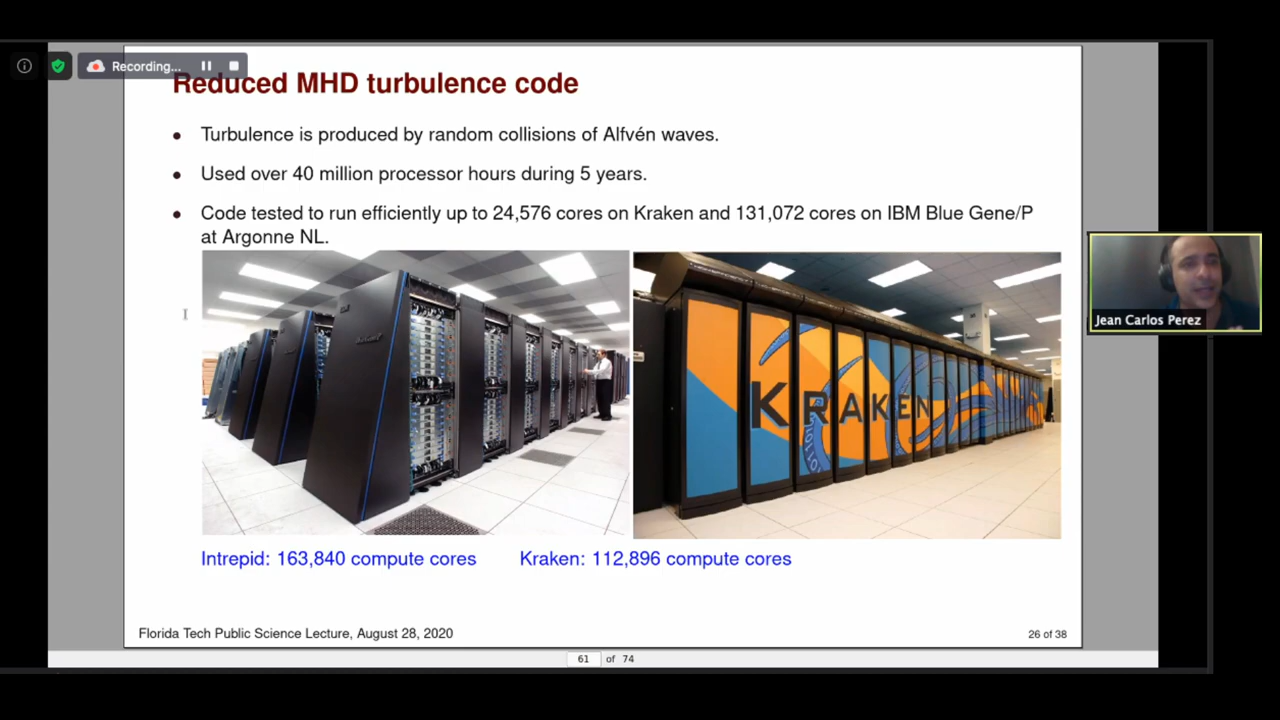 Recording...
Reduced MHD turbulence code
• Turbulence is produced by random collisions of Alfvén waves.
• Used over 40 million processor hours during 5 years.
• Code tested to run efficiently up to 24,576 cores on Kraken and 131,072 cores on IBM Blue Gene/P
at Argonne NL.
KRAKEN
Jean Carlos Perez
Intrepid: 163,840 compute cores
Kraken: 112,896 compute cores
Florida Tech Public Science Lecture, August 28, 2020
26 of 38
61 of 74